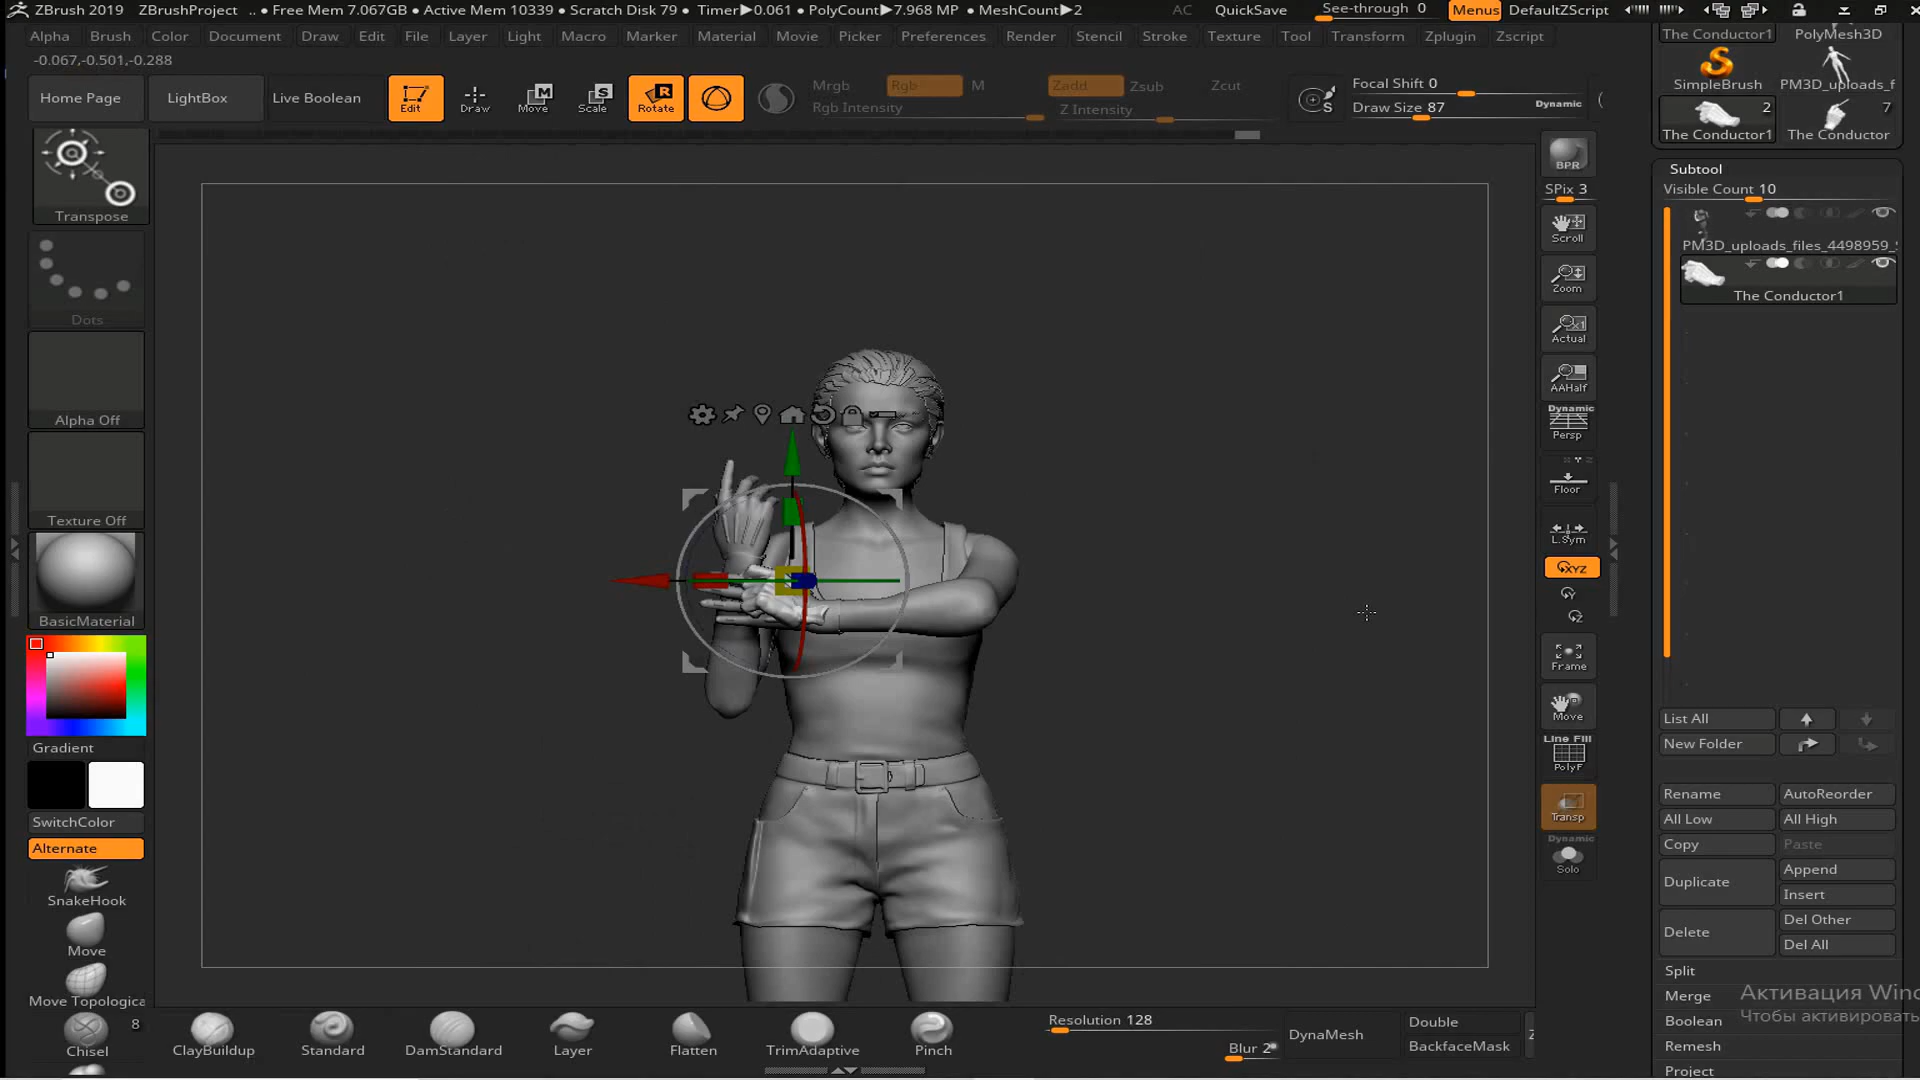 ZBrush 2019 ZBrushProject .. ● Free Mem 7.067GB ● Active Mem 10339 ● Scratch Disk 79 ● Timer▶0.061 ● PolyCount▶7.968 MP ● MeshCount▶2 AC QuickSave See-through 0 Menus DefaultZScript
Alpha Brush Color Document Draw Edit File Layer Light Macro Marker Material Movie Picker Preferences Render Stencil Stroke Texture Tool Transform Zplugin Zscript
-0.067,-0.501,-0.288
Home Page LightBox Live Boolean Edit Draw Move Scale Rotate
Mrgb Rgb M Zadd Zsub Zcut
Rgb Intensity Z Intensity
Focal Shift 0
Draw Size 87 Dynamic
The Conductor1 PolyMesh3D
SimpleBrush PM3D_uploads_f
2 7
The Conductor1 The Conductor
Transpose
Dots
Alpha Off
Texture Off
BasicMaterial
Gradient
SwitchColor
Alternate
SnakeHook
Move
Move Topologica
8
Chisel
BPR
SPix 3
Scroll
Zoom
Actual
AAHalf
Dynamic
Persp
Floor
L.Sym
XYZ
Y
Z
Frame
Move
Line Fill
PolyF
Transp
Dynamic
Solo
Subtool
Visible Count 10
PM3D_uploads_files_4498959_
The Conductor1
List All
New Folder
Rename AutoReorder
All Low All High
Copy Paste
Duplicate Append
Insert
Delete Del Other
Del All
Split
Merge
Boolean
Remesh
Project
Активация Winc
Чтобы активировать
ClayBuildup Standard DamStandard Layer Flatten TrimAdaptive Pinch
Resolution 128
Blur 2
DynaMesh
Double
BackfaceMask